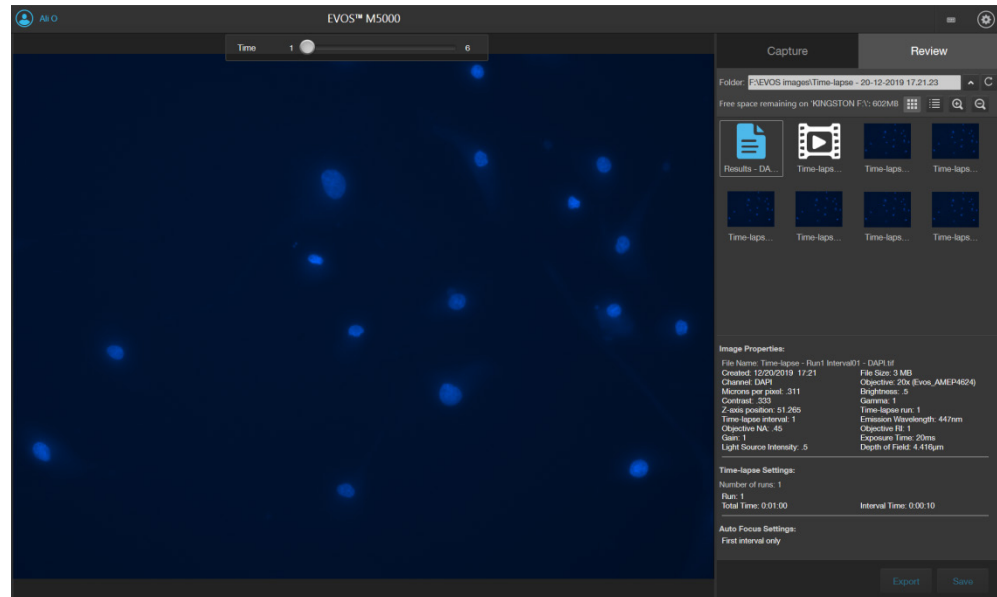 Ali O
EVOS™ M5000
Time 1 6
Capture Review
Folder: F:\EVOS images\Time-lapse - 20-12-2019 17.21.23
Free space remaining on 'KINGSTON F:\': 602MB
Results - DA... Time-laps... Time-laps... Time-laps...
Time-laps... Time-laps... Time-laps... Time-laps...
Image Properties:
File Name: Time-lapse - Run1 Interval01 - DAPI.tif
Created: 12/20/2019 17:21 File Size: 3 MB
Channel: DAPI Objective: 20x (Evos_AMEP4624)
Microns per pixel: .311 Brightness: .5
Contrast: .333 Gamma: 1
Z-axis position: 51.265 Time-lapse run: 1
Time-lapse interval: 1 Emission Wavelength: 447nm
Objective NA: .45 Objective RI: 1
Gain: 1 Exposure Time: 20ms
Light Source Intensity: .5 Depth of Field: 4.416µm
Time-lapse Settings:
Number of runs: 1
Run: 1
Total Time: 0:01:00 Interval Time: 0:00:10
Auto Focus Settings:
First interval only
Export Save